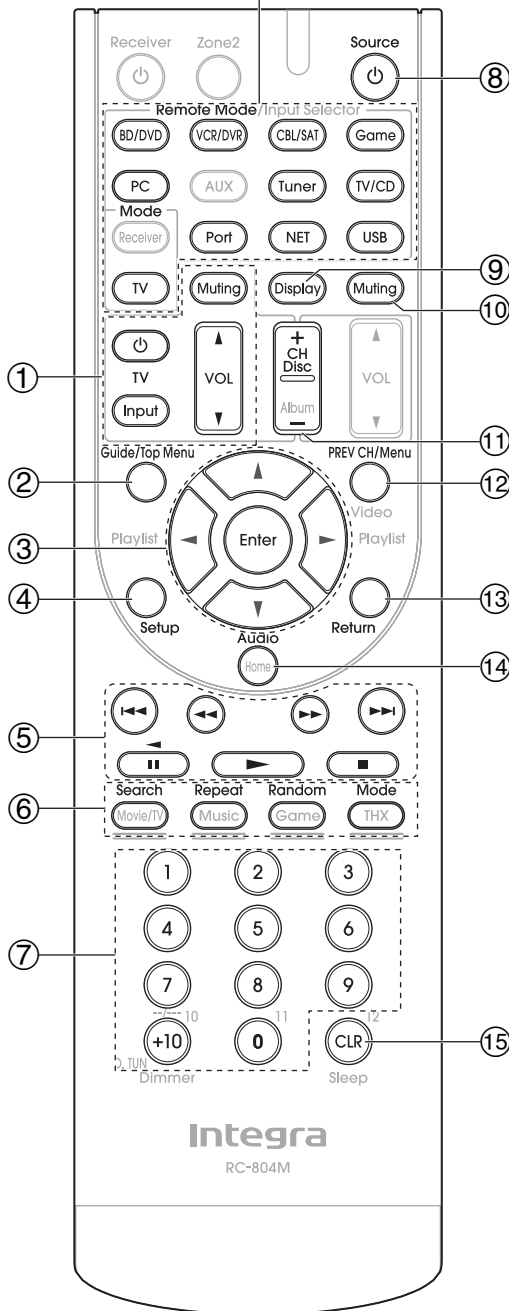 Receiver Zone2 Source
⑧
Remote Mode/Input Selector
BD/DVD VCR/DVR CBL/SAT Game
PC AUX Tuner TV/CD
Mode
Receiver Port NET USB
⑨
TV Muting Display Muting
⑩
①
TV
Input
VOL
+
CH
Disc
Album
−
VOL
⑪
Guide/Top Menu PREV CH/Menu
② ⑫
Video
Playlist Enter Playlist
③
④ ⑬
Setup Return
Audio
Home
⑭
⑤
⑥
Search Repeat Random Mode
Movie/TV Music Game THX
⑦
1 2 3
4 5 6
7 8 9
-/--- 10 11 12
+10 0 CLR
⑮
D. TUN
Dimmer Sleep
Integra
RC-804M